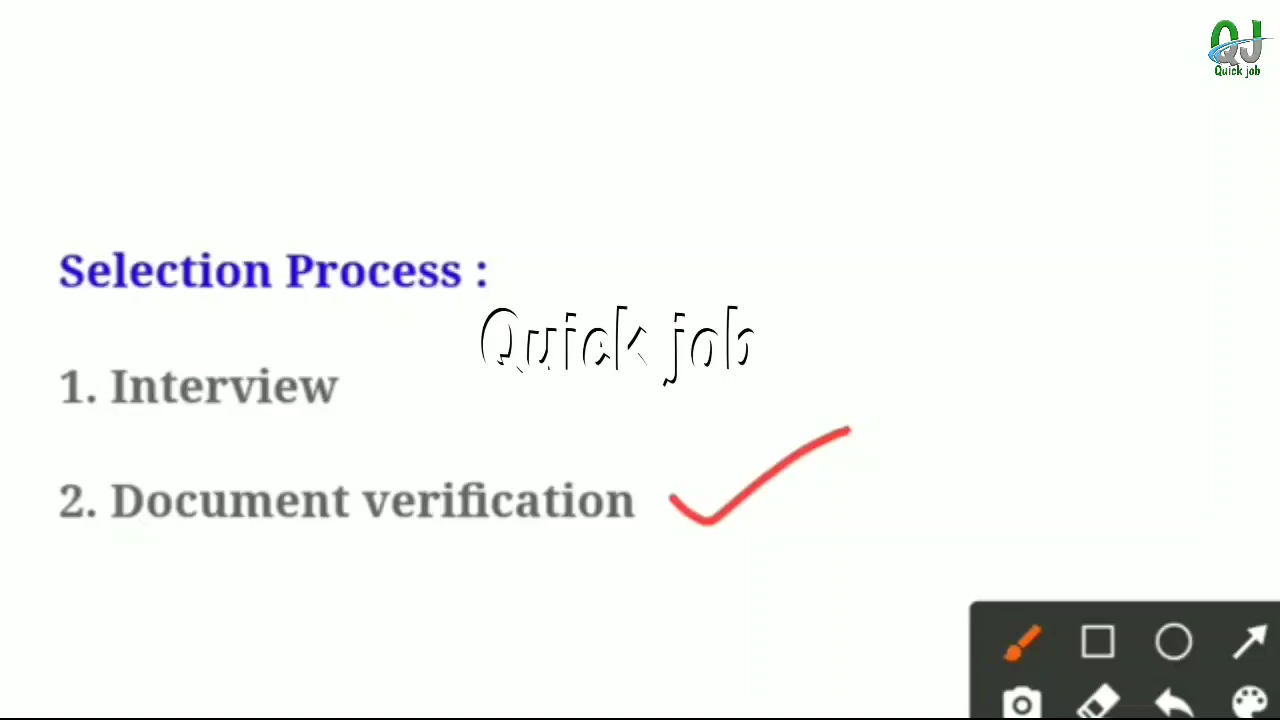 QJ
Quick job
Selection Process :
Quick job
1. Interview
2. Document verification